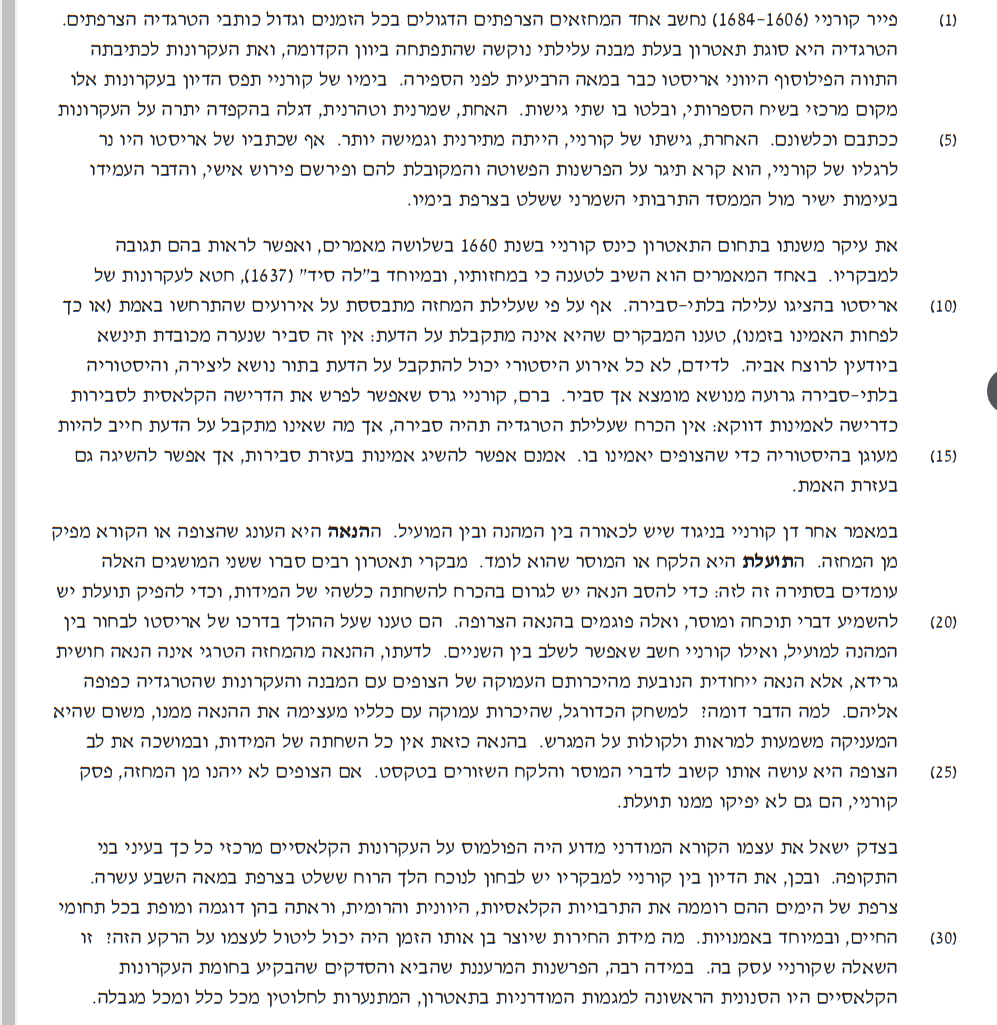 (1) פייר קורניי (1606–1684) נחשב אחד המחזאים הצרפתים הדגולים בכל הזמנים וגדול כותבי הטרגדיה הצרפתים.
הטרגדיה היא סוגת תאטרון בעלת מבנה עלילתי נוקשה שהתפתחה ביוון הקדומה, ואת העקרונות לכתיבתה
התווה הפילוסוף היווני אריסטו כבר במאה הרביעית לפני הספירה. בימיו של קורניי תפס הדיון בעקרונות אלו
מקום מרכזי בשיח הספרותי, ובלטו בו שתי גישות. האחת, שמרנית וטהרנית, דגלה בהקפדה יתרה על העקרונות
(5) ככתבם וכלשונם. האחרת, גישתו של קורניי, הייתה מתירנית וגמישה יותר. אף שכתביו של אריסטו היו נר
לרגליו של קורניי, הוא קרא תיגר על הפרשנות הפשוטה והמקובלת להם ופירשם פירוש אישי, והדבר העמידו
בעימות ישיר מול הממסד התרבותי השמרני ששלט בצרפת בימיו.
את עיקר משנתו בתחום התאטרון כינס קורניי בשנת 1660 בשלושה מאמרים, ואפשר לראות בהם תגובה
למבקריו. באחד המאמרים הוא השיב לטענה כי במחזותיו, ובמיוחד ב"לה סיד" (1637), חטא לעקרונות של
(10) אריסטו בהציגו עלילה בלתי-סבירה. אף על פי שעלילת המחזה מתבססת על אירועים שהתרחשו באמת (או כך
לפחות האמינו בזמנו), טענו המבקרים שהיא אינה מתקבלת על הדעת: אין זה סביר שנערה מכובדת תינשא
ביודעין לרוצח אביה. לדידם, לא כל אירוע היסטורי יכול להתקבל על הדעת בתור נושא ליצירה, והיסטוריה
בלתי-סבירה גרועה מנושא מומצא אך סביר. ברם, קורניי גרס שאפשר לפרש את הדרישה הקלאסית לסבירות
כדרישה לאמינות דווקא: אין הכרח שעלילת הטרגדיה תהיה סבירה, אך מה שאינו מתקבל על הדעת חייב להיות
(15) מעוגן בהיסטוריה כדי שהצופים יאמינו בו. אמנם אפשר להשיג אמינות בעזרת סבירות, אך אפשר להשיגה גם
בעזרת האמת.
במאמר אחר דן קורניי בניגוד שיש לכאורה בין המהנה ובין המועיל. ההנאה היא העונג שהצופה או הקורא מפיק
מן המחזה. התועלת היא הלקח או המוסר שהוא לומד. מבקרי תאטרון רבים סברו ששני המושגים האלה
עומדים בסתירה זה לזה: כדי להסב הנאה יש לגרום בהכרח להשחתה כלשהי של המידות, וכדי להפיק תועלת יש
(20) להשמיע דברי תוכחה ומוסר, ואלה פוגמים בהנאה הצרופה. הם טענו שעל ההולך בדרכו של אריסטו לבחור בין
המהנה למועיל, ואילו קורניי חשב שאפשר לשלב בין השניים. לדעתו, ההנאה מהמחזה הטרגי אינה הנאה חושית
גרידא, אלא הנאה ייחודית הנובעת מהיכרותם העמוקה של הצופים עם המבנה והעקרונות שהטרגדיה כפופה
אליהם. למה הדבר דומה? למשחק הכדורגל, שהיכרות עמוקה עם כלליו מעצימה את ההנאה ממנו, משום שהיא
המעניקה משמעות למראות ולקולות על המגרש. בהנאה כזאת אין כל השחתה של המידות, ובמושכה את לב
(25) הצופה היא עושה אותו קשוב לדברי המוסר והלקח השזורים בטקסט. אם הצופים לא ייהנו מן המחזה, פסק
קורניי, הם גם לא יפיקו ממנו תועלת.
בצדק ישאל את עצמו הקורא המודרני מדוע היה הפולמוס על העקרונות הקלאסיים מרכזי כל כך בעיני בני
התקופה. ובכן, את הדיון בין קורניי למבקריו יש לבחון לנוכח הלך הרוח ששלט בצרפת במאה השבע עשרה.
צרפת של הימים ההם רוממה את התרבויות הקלאסיות, היוונית והרומית, וראתה בהן דוגמה ומופת בכל תחומי
(30) החיים, ובמיוחד באמנויות. מה מידת החירות שיוצר בן אותו הזמן היה יכול ליטול לעצמו על הרקע הזה? זו
השאלה שקורניי עסק בה. במידה רבה, הפרשנות המרעננת שהביא והסדקים שהבקיע בחומת העקרונות
הקלאסיים היו הסנונית הראשונה למגמות המודרניות בתאטרון, המתנערות לחלוטין מכל כלל ומכל מגבלה.